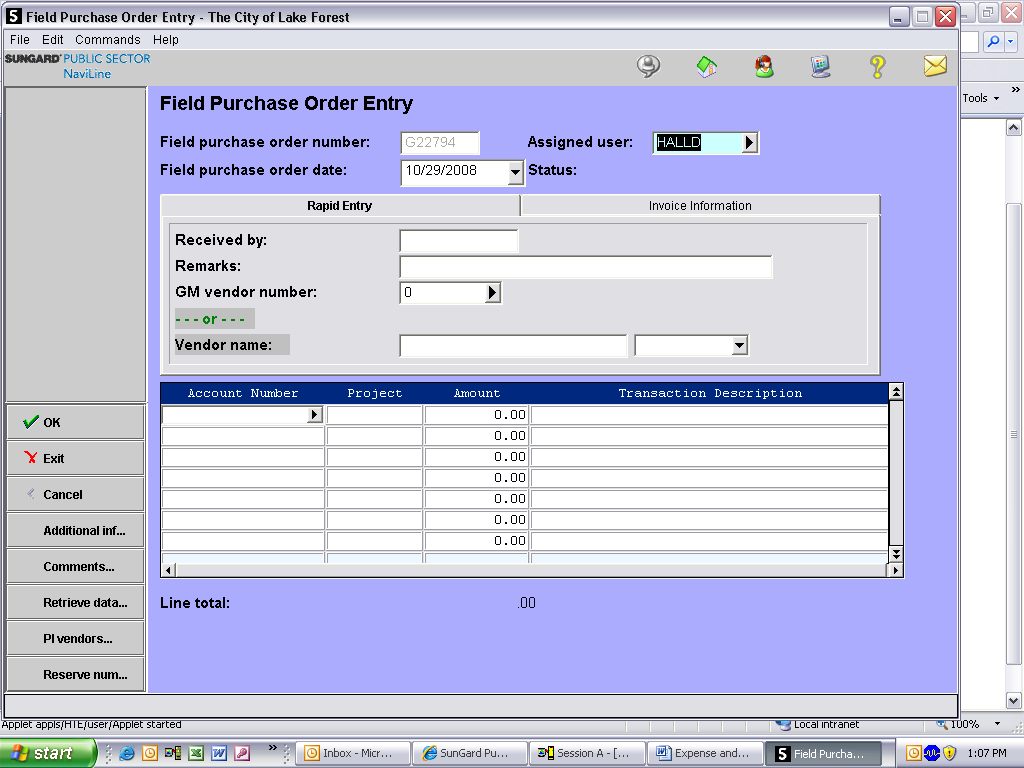 5 Field Purchase Order Entry - The City of Lake Forest
File Edit Commands Help
SUNGARD® PUBLIC SECTOR
NaviLine
Tools
Field Purchase Order Entry
Field purchase order number: G22794 Assigned user: HALLD
Field purchase order date: 10/29/2008 Status:
Rapid Entry Invoice Information
Received by:
Remarks:
GM vendor number: 0
- - - or - - -
Vendor name:
Account Number Project Amount Transaction Description
0.00
0.00
0.00
0.00
0.00
0.00
0.00
Line total: .00
OK
Exit
Cancel
Additional inf...
Comments...
Retrieve data...
PI vendors...
Reserve num...
Applet appls/HTE/user/Applet started Local intranet 100%
start Inbox - Micr... SunGard Pu... Session A - [... Expense and... 5 Field Purcha... 1:07 PM